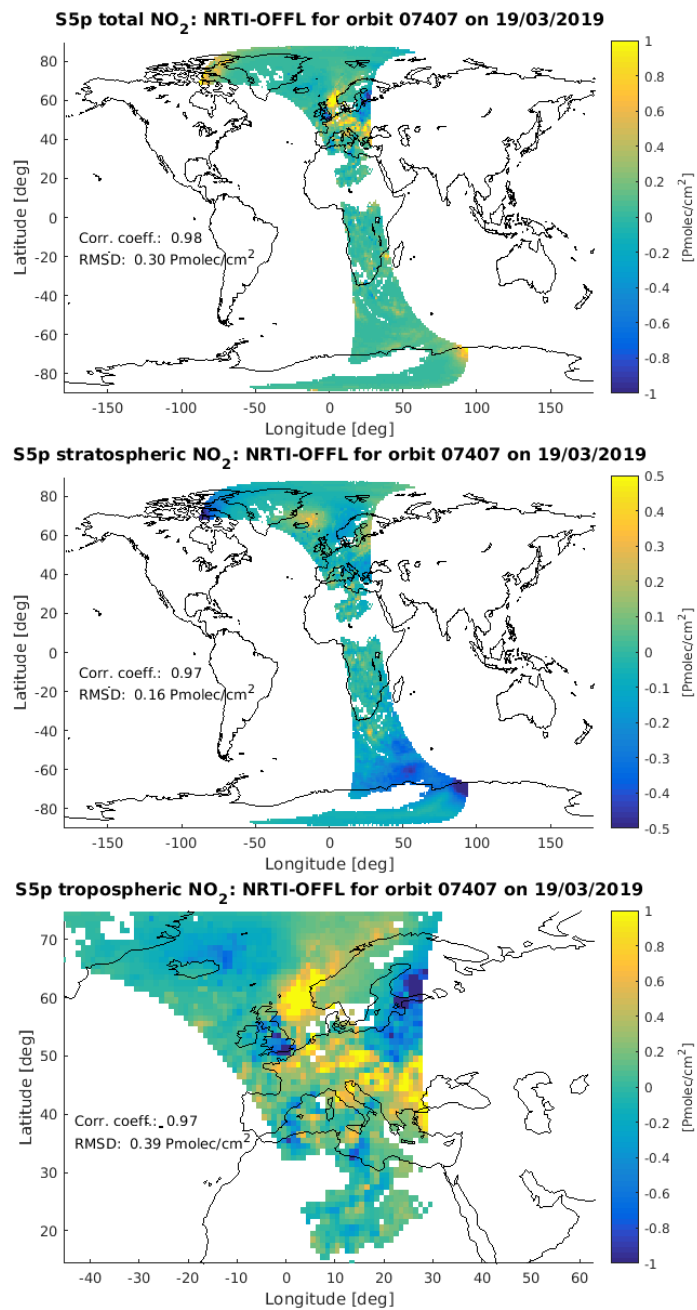 S5p total NO2: NRTI-OFFL for orbit 07407 on 19/03/2019
Latitude [deg]
80
60
40
20
0
-20
-40
-60
-80
Corr. coeff.: 0.98
RMSD: 0.30 Pmolec/cm2
-150 -100 -50 0 50 100 150
Longitude [deg]
1
0.8
0.6
0.4
0.2
0
-0.2
-0.4
-0.6
-0.8
-1
[Pmolec/cm2]
S5p stratospheric NO2: NRTI-OFFL for orbit 07407 on 19/03/2019
Latitude [deg]
80
60
40
20
0
-20
-40
-60
-80
Corr. coeff.: 0.97
RMSD: 0.16 Pmolec/cm2
-150 -100 -50 0 50 100 150
Longitude [deg]
0.5
0.4
0.3
0.2
0.1
0
-0.1
-0.2
-0.3
-0.4
-0.5
[Pmolec/cm2]
S5p tropospheric NO2: NRTI-OFFL for orbit 07407 on 19/03/2019
Latitude [deg]
70
60
50
40
30
20
Corr. coeff.: 0.97
RMSD: 0.39 Pmolec/cm2
-40 -30 -20 -10 0 10 20 30 40 50 60
Longitude [deg]
1
0.8
0.6
0.4
0.2
0
-0.2
-0.4
-0.6
-0.8
-1
[Pmolec/cm2]